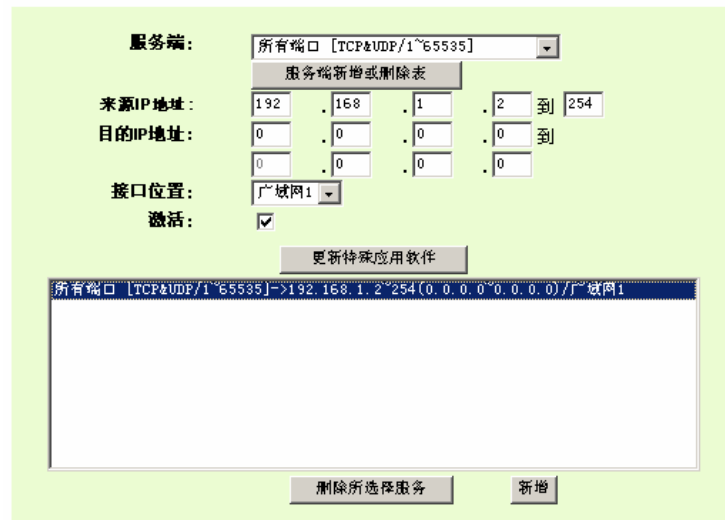 服务端： 所有端口 [TCP&UDP/1~65535]
服务端新增或删除表
来源IP地址： 192 . 168 . 1 . 2 到 254
目的IP地址： 0 . 0 . 0 . 0 到
0 . 0 . 0 . 0
接口位置： 广域网1
激活：
更新特殊应用软件
所有端口 [TCP&UDP/1~65535]->192.168.1.2~254(0.0.0.0~0.0.0.0)/广域网1
删除所选择服务 新增